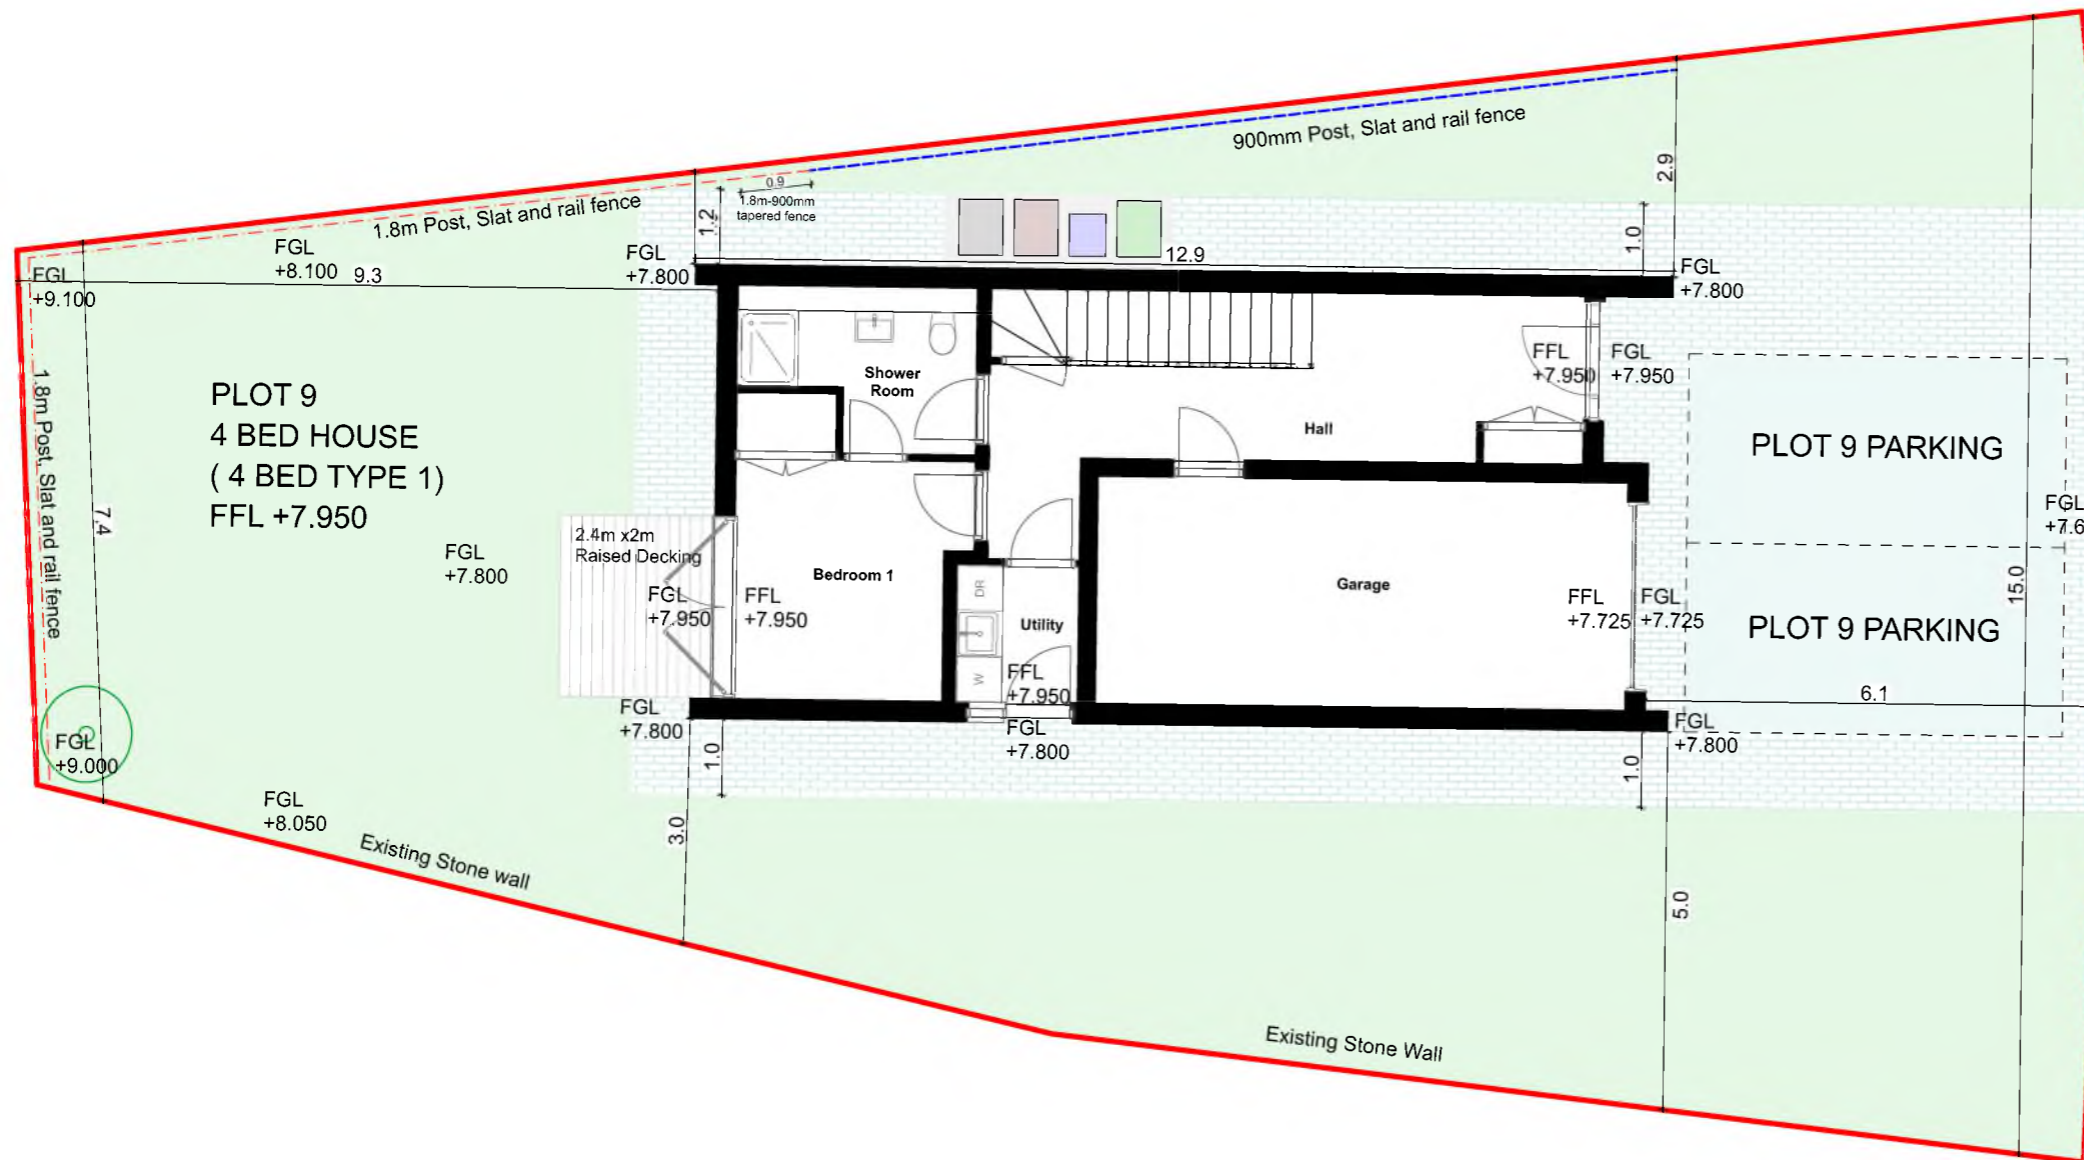 900mm Post, Slat and rail fence
1.8m Post, Slat and rail fence
0.9
1.8m-900mm
tapered fence
1.2
2.9
1.0
FGL
+9.100
FGL
+8.100
9.3
FGL
+7.800
12.9
FGL
+7.800
PLOT 9
4 BED HOUSE
( 4 BED TYPE 1)
FFL +7.950
1.8m Post, Slat and rail fence
7.4
FGL
+7.800
2.4m x2m
Raised Decking
FGL
+7.950
FFL
+7.950
Shower
Room
Bedroom 1
Hall
FFL
+7.950
FGL
+7.950
DR
Utility
W
FFL
+7.950
Garage
FFL
+7.725
FGL
+7.725
PLOT 9 PARKING
PLOT 9 PARKING
FGL
+7.6
15.0
6.1
FGL
+9.000
FGL
+8.050
FGL
+7.800
1.0
FGL
+7.800
FGL
+7.800
1.0
3.0
5.0
Existing Stone wall
Existing Stone Wall